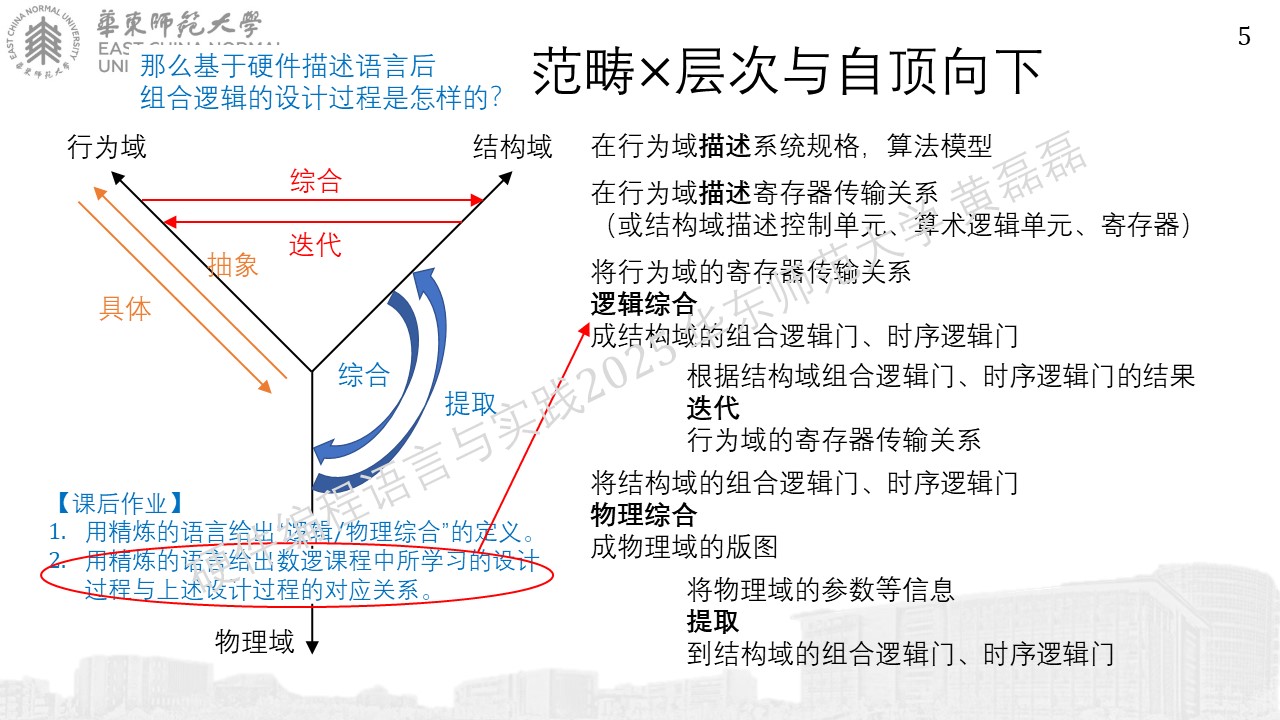 5
華東師範大學
EAST CHINA NORMAL
UNI
EAST CHINA NORMAL UNIVERSITY
華東師範大學
那么基于硬件描述语言后
组合逻辑的设计过程是怎样的?
范畴×层次与自顶向下
行为域
结构域
综合
迭代
抽象
具体
综合
提取
【课后作业】
1. 用精炼的语言给出“逻辑/物理综合”的定义。
2. 用精炼的语言给出数逻课程中所学习的设计
过程与上述设计过程的对应关系。
物理域
在行为域描述系统规格，算法模型
在行为域描述寄存器传输关系
（或结构域描述控制单元、算术逻辑单元、寄存器）
将行为域的寄存器传输关系
逻辑综合
成结构域的组合逻辑门、时序逻辑门
根据结构域组合逻辑门、时序逻辑门的结果
迭代
行为域的寄存器传输关系
将结构域的组合逻辑门、时序逻辑门
物理综合
成物理域的版图
将物理域的参数等信息
提取
到结构域的组合逻辑门、时序逻辑门
硬件编程语言与实践2025 华东师范大学 黄磊磊